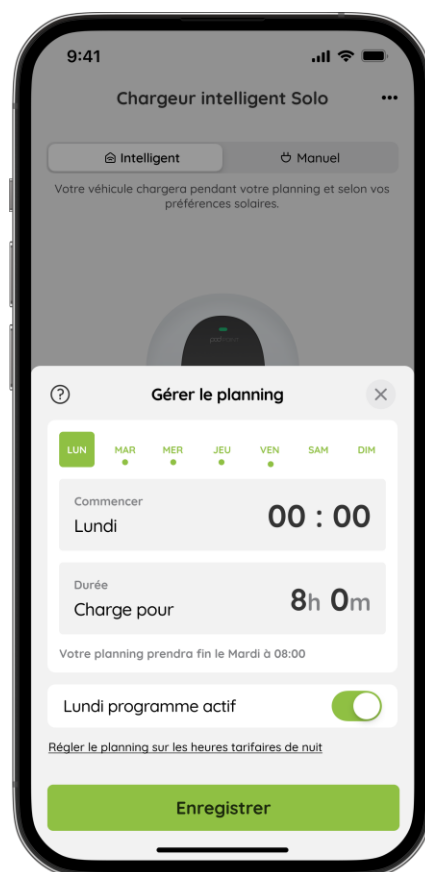 9:41
Chargeur intelligent Solo
Intelligent
Manuel
Votre véhicule chargera pendant votre planning et selon vos
préférences solaires.
?
Gérer le planning
LUN MAR MER JEU VEN SAM DIM
Commencer
Lundi
00 : 00
Durée
Charge pour
8h 0m
Votre planning prendra fin le Mardi à 08:00
Lundi programme actif
Régler le planning sur les heures tarifaires de nuit
Enregistrer